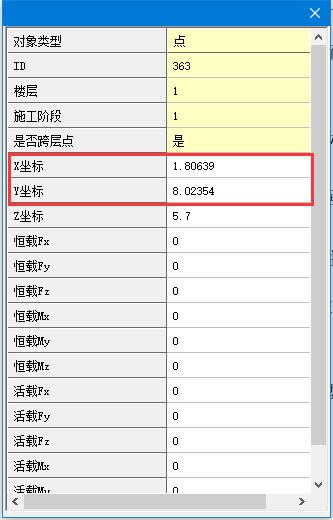 对象类型 点
ID 363
楼层 1
施工阶段 1
是否跨层点 是
X坐标 1.80639
Y坐标 8.02354
Z坐标 5.7
恒载Fx 0
恒载Fy 0
恒载Fz 0
恒载Mx 0
恒载My 0
恒载Mz 0
活载Fx 0
活载Fy 0
活载Fz 0
活载Mx 0
活载My 0